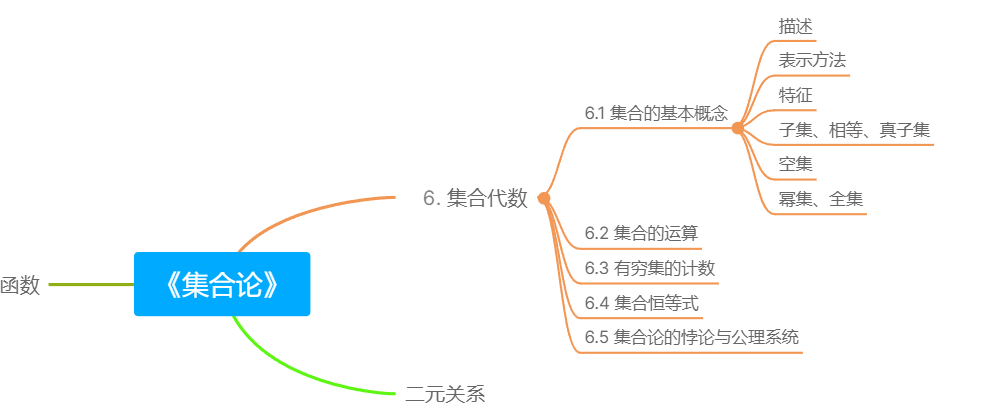 《集合论》
6. 集合代数
6.1 集合的基本概念
描述
表示方法
特征
子集、相等、真子集
空集
幂集、全集
6.2 集合的运算
6.3 有穷集的计数
6.4 集合恒等式
6.5 集合论的悖论与公理系统
二元关系
函数